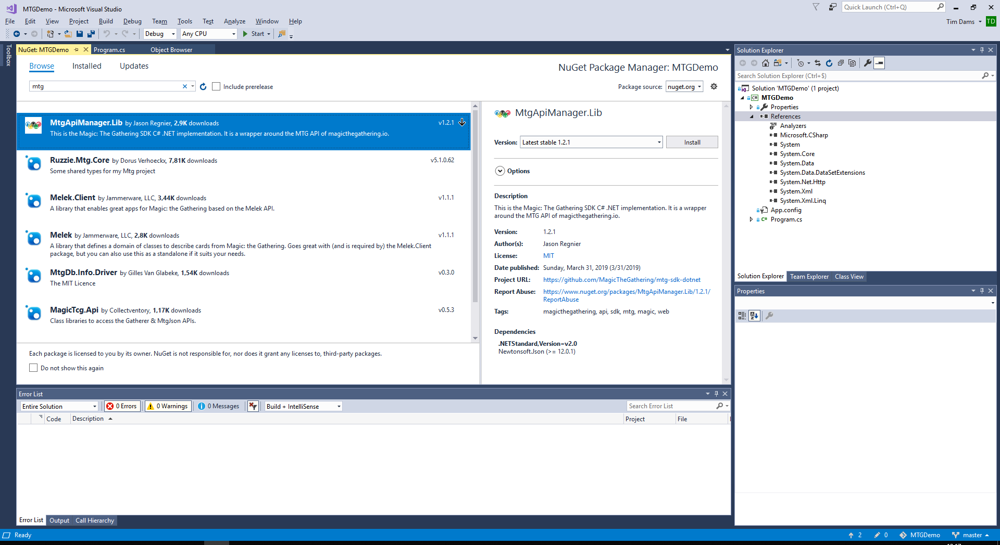 MTGDemo - Microsoft Visual Studio
Quick Launch (Ctrl+Q)
File Edit View Project Build Debug Team Tools Test Analyze Window Help
Tim Dams TD
Debug Any CPU Start
Toolbox
NuGet: MTGDemo Program.cs Object Browser
Browse Installed Updates
NuGet Package Manager: MTGDemo
mtg
Include prerelease
Package source: nuget.org
MtgApiManager.Lib by Jason Regnier, 2,9K downloads v1.2.1
This is the Magic: The Gathering SDK C# .NET implementation. It is a wrapper around the MTG API of magicthegathering.io.
Ruzzie.Mtg.Core by Dorus Verhoeckx, 7,81K downloads v5.1.0.62
Some shared types for my Mtg project
Melek.Client by Jammerware, LLC, 3,44K downloads v1.1.1
A library that enables great apps for Magic: the Gathering based on the Melek API.
Melek by Jammerware, LLC, 2,8K downloads v1.1.1
A library that defines a domain of classes to describe cards from Magic: the Gathering. Goes great with (and is required by) the Melek.Client
package, but you can also use this as a standalone if it suits your needs.
MtgDb.Info.Driver by Gilles Van Glabeke, 1,54K downloads v0.3.0
The MIT Licence
MagicTcg.Api by Collectventory, 1,17K downloads v0.5.3
Class libraries to access the Gatherer & MtgJson APIs.
Each package is licensed to you by its owner. NuGet is not responsible for, nor does it grant any licenses to, third-party packages.
Do not show this again
MtgApiManager.Lib
Version: Latest stable 1.2.1 Install
Options
Description
This is the Magic: The Gathering SDK C# .NET implementation. It is a wrapper
around the MTG API of magicthegathering.io.
Version: 1.2.1
Author(s): Jason Regnier
License: MIT
Date published: Sunday, March 31, 2019 (3/31/2019)
Project URL: https://github.com/MagicTheGathering/mtg-sdk-dotnet
Report Abuse: https://www.nuget.org/packages/MtgApiManager.Lib/1.2.1/
ReportAbuse
Tags: magicthegathering, api, sdk, mtg, magic, web
Dependencies
.NETStandard,Version=v2.0
Newtonsoft.Json (>= 12.0.1)
Solution Explorer
Search Solution Explorer (Ctrl+$)
Solution 'MTGDemo' (1 project)
C# MTGDemo
Properties
References
Analyzers
Microsoft.CSharp
System
System.Core
System.Data
System.Data.DataSetExtensions
System.Net.Http
System.Xml
System.Xml.Linq
App.config
C# Program.cs
Solution Explorer Team Explorer Class View
Properties
Error List
Entire Solution 0 Errors 0 Warnings 0 Messages Build + IntelliSense
Search Error List
Code Description Project File
Error List Output Call Hierarchy
Ready
2 0 MTGDemo master